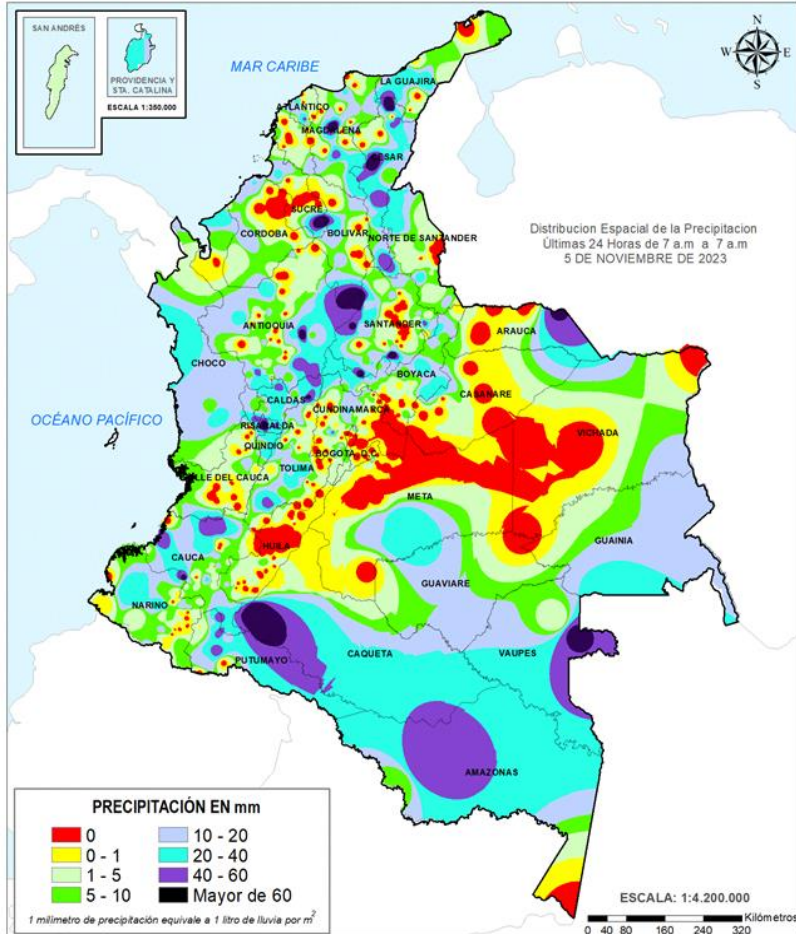 SAN ANDRÉS
PROVIDENCIA Y
STA. CATALINA
ESCALA 1:350.000
MAR CARIBE
N
W
E
S
LA GUAJIRA
ATLÁNTICO
MAGDALENA
CESAR
SUCRE
CORDOBA
BOLIVAR
NORTE DE SANTANDER
Distribucion Espacial de la Precipitacion
Últimas 24 Horas de 7 a.m a 7 a.m
5 DE NOVIEMBRE DE 2023
ANTIOQUIA
SANTANDER
ARAUCA
CHOCO
BOYACA
CASANARE
CALDAS
CUNDINAMARCA
OCÉANO PACÍFICO
RISARALDA
VICHADA
QUINDIO
BOGOTA D.C.
TOLIMA
VALLE DEL CAUCA
META
GUAINIA
CAUCA
HUILA
GUAVIARE
NARINO
CAQUETA
VAUPES
PUTUMAYO
AMAZONAS
PRECIPITACIÓN EN mm
0
10 - 20
0 - 1
20 - 40
1 - 5
40 - 60
5 - 10
Mayor de 60
1 milímetro de precipitación equivale a 1 litro de lluvia por m²
ESCALA: 1:4.200.000
Kilómetros
0 40 80 160 240 320